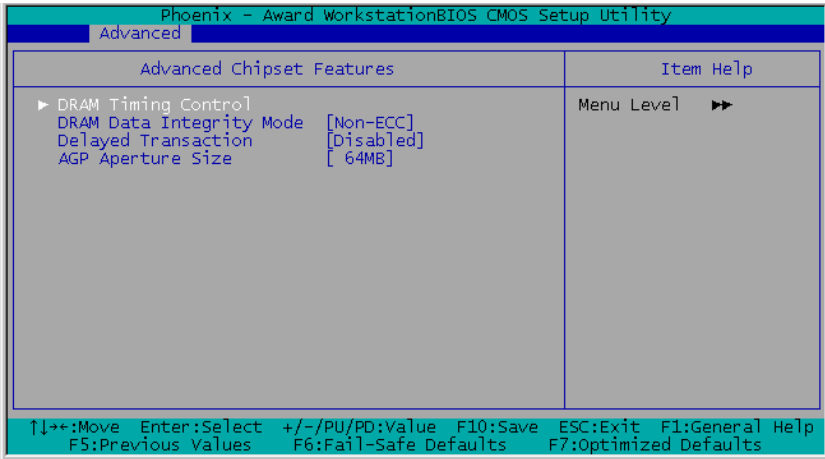 Phoenix - Award WorkstationBIOS CMOS Setup Utility
Advanced
Advanced Chipset Features
Item Help
▶ DRAM Timing Control
Menu Level ▶▶
DRAM Data Integrity Mode [Non-ECC]
Delayed Transaction [Disabled]
AGP Aperture Size [ 64MB]
↑↓→←:Move Enter:Select +/-/PU/PD:Value F10:Save ESC:Exit F1:General Help
F5:Previous Values F6:Fail-Safe Defaults F7:Optimized Defaults